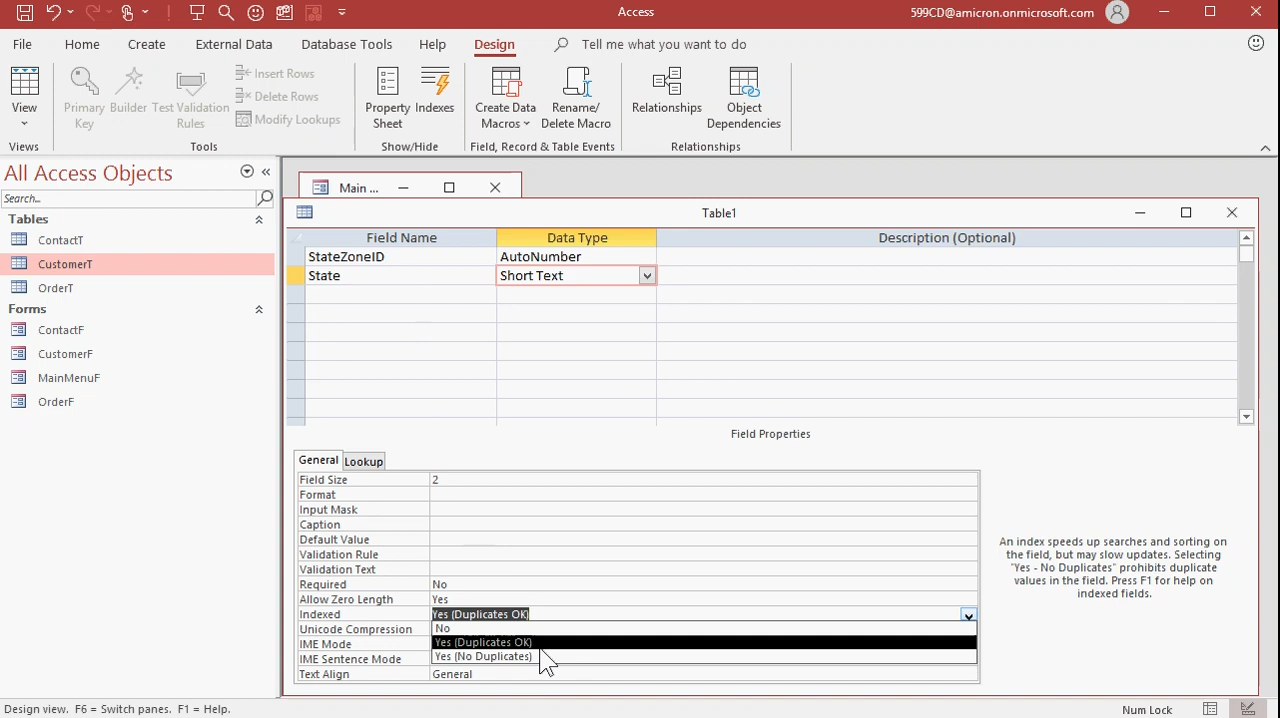 Access
599CD@amicron.onmicrosoft.com
File
Home
Create
External Data
Database Tools
Help
Design
Tell me what you want to do
View
Primary Key
Builder
Test Validation Rules
Insert Rows
Delete Rows
Modify Lookups
Property Sheet
Indexes
Create Data Macros
Rename/ Delete Macro
Relationships
Object Dependencies
Views
Tools
Show/Hide
Field, Record & Table Events
Relationships
All Access Objects
Search...
Tables
ContactT
CustomerT
OrderT
Forms
ContactF
CustomerF
MainMenuF
OrderF
Main ...
Table1
Field Name Data Type Description (Optional)
StateZoneID AutoNumber
State Short Text
Field Properties
General Lookup
Field Size 2
Format
Input Mask
Caption
Default Value
Validation Rule
Validation Text
Required No
Allow Zero Length Yes
Indexed Yes (Duplicates OK)
Unicode Compression No
IME Mode Yes (Duplicates OK)
IME Sentence Mode Yes (No Duplicates)
Text Align General
An index speeds up searches and sorting on
the field, but may slow updates. Selecting
"Yes - No Duplicates" prohibits duplicate
values in the field. Press F1 for help on
indexed fields.
Design view. F6 = Switch panes. F1 = Help.
Num Lock